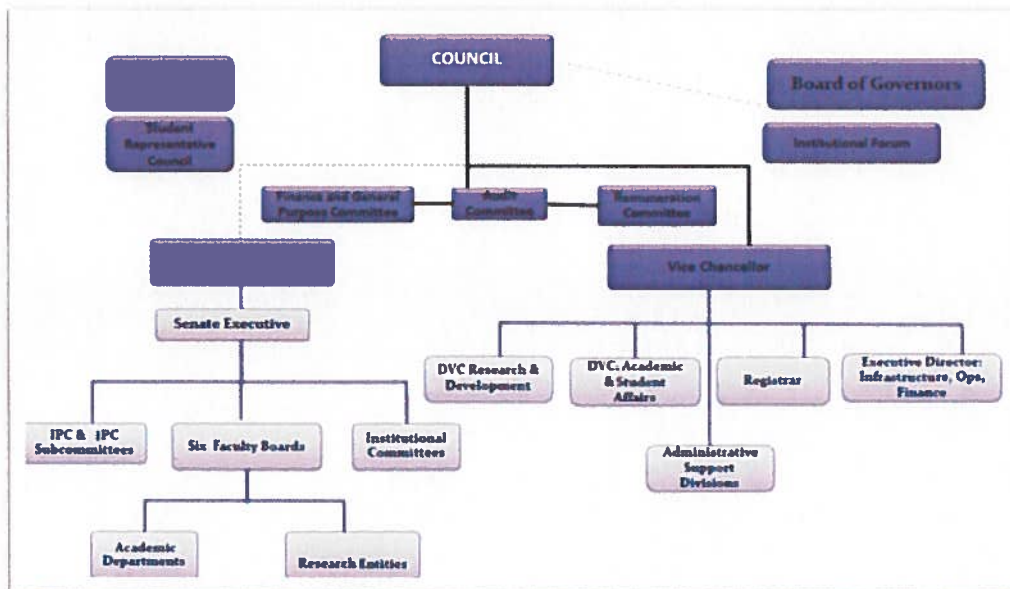 COUNCIL
Board of Governors
Student
Representative
Council
Institutional Forum
Finance and General
Purpose Committee
Audit
Committee
Remuneration
Committee
Vice Chancellor
Senate Executive
DVC Research &
Development
DVC: Academic
& Student
Affairs
Registrar
Executive Director:
Infrastructure, Ops,
Finance
IPC & IPC
Subcommittees
Six Faculty Boards
Institutional
Committees
Administrative
Support
Divisions
Academic
Departments
Research Entities